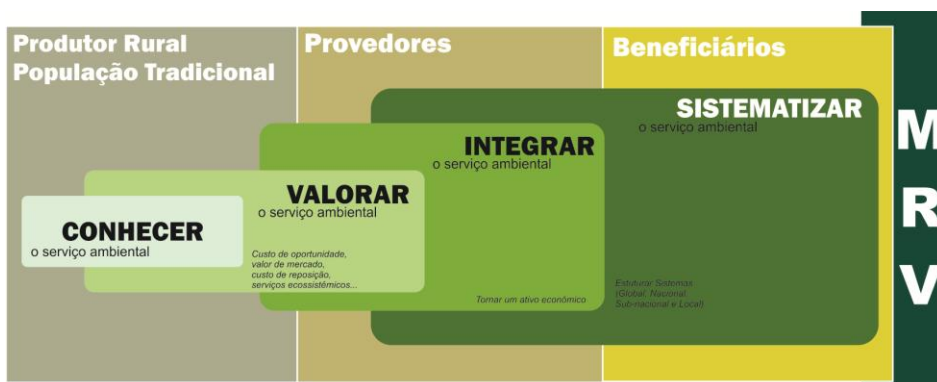 Produtor Rural
População Tradicional
Provedores
Beneficiários
CONHECER
o serviço ambiental
VALORAR
o serviço ambiental
Custo de oportunidade,
valor de mercado,
custo de reposição,
serviços ecossistêmicos...
INTEGRAR
o serviço ambiental
Tornar um ativo econômico
SISTEMATIZAR
o serviço ambiental
Estruturar Sistemas
(Global, Nacional,
Sub-nacional e Local)
M
R
V